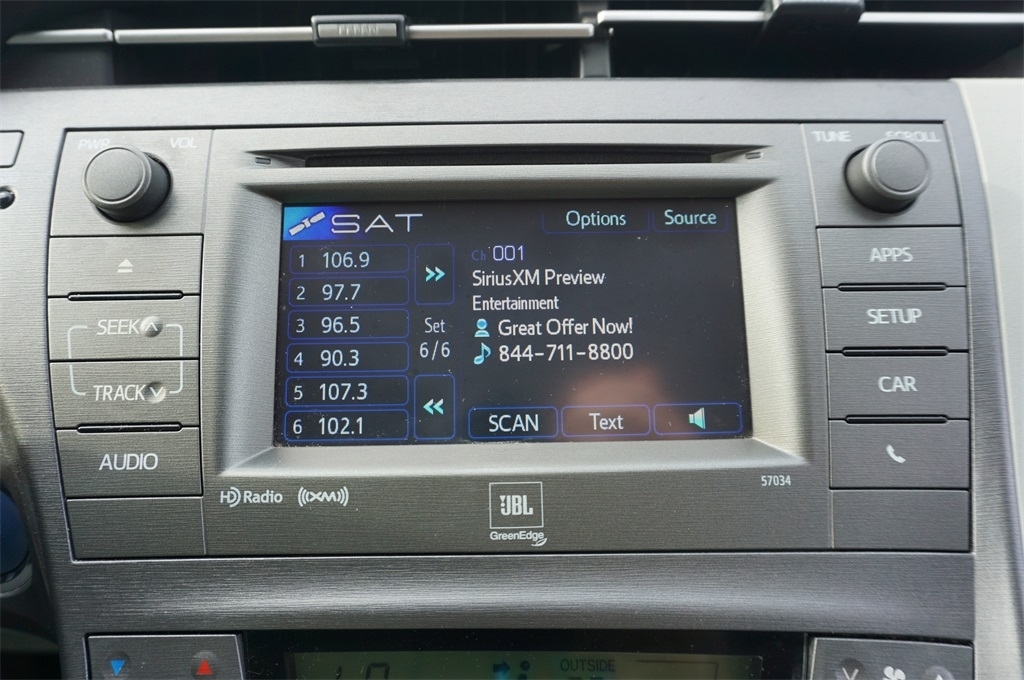 PWR VOL
TUNE SCROLL
SAT
Options Source
1 106.9
2 97.7
3 96.5
4 90.3
5 107.3
6 102.1
Set
6/6
Ch 001
SiriusXM Preview
Entertainment
Great Offer Now!
844-711-8800
SCAN Text
SEEK
TRACK
AUDIO
APPS
SETUP
CAR
HD Radio ((XM))
JBL
GreenEdge
57034
OUTSIDE